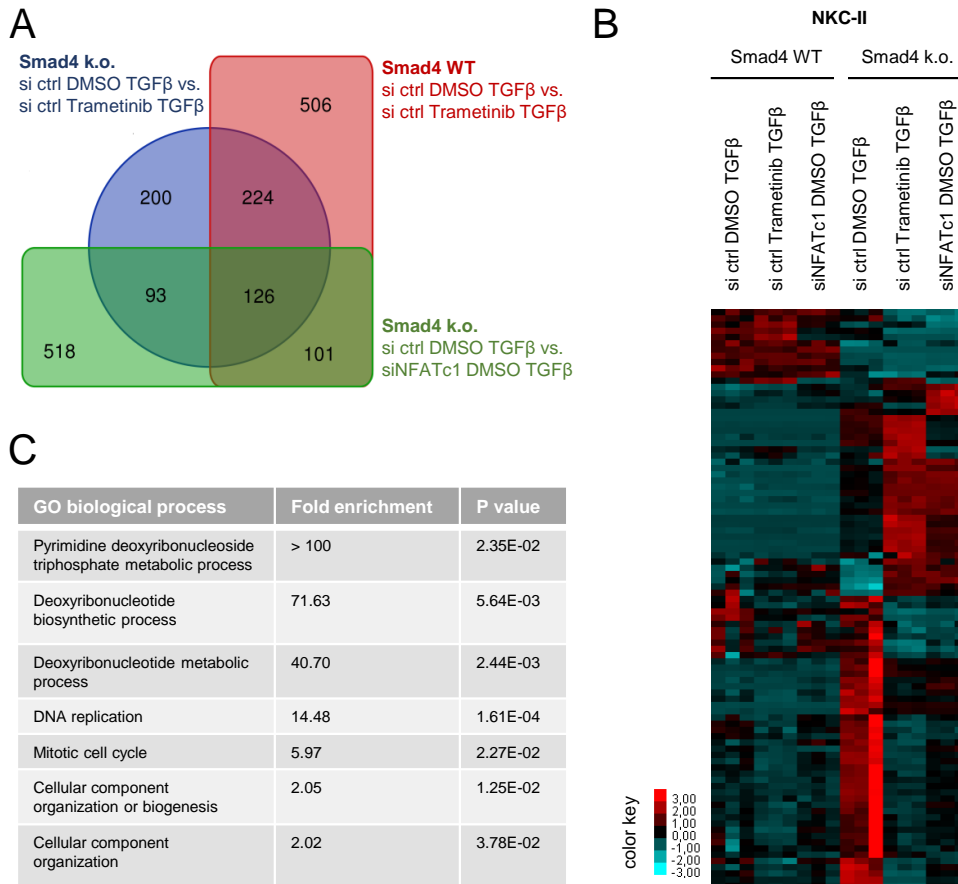 A
Smad4 k.o.
si ctrl DMSO TGFβ vs.
si ctrl Trametinib TGFβ
Smad4 WT
si ctrl DMSO TGFβ vs.
si ctrl Trametinib TGFβ
506
200
224
93
126
518
101
Smad4 k.o.
si ctrl DMSO TGFβ vs.
siNFATc1 DMSO TGFβ
B
NKC-II
Smad4 WT
Smad4 k.o.
si ctrl DMSO TGFβ
si ctrl Trametinib TGFβ
siNFATc1 DMSO TGFβ
si ctrl DMSO TGFβ
si ctrl Trametinib TGFβ
siNFATc1 DMSO TGFβ
color key
3,00
2,00
1,00
0,00
-1,00
-2,00
-3,00
C
GO biological process Fold enrichment P value
Pyrimidine deoxyribonucleoside
triphosphate metabolic process > 100 2.35E-02
Deoxyribonucleotide
biosynthetic process 71.63 5.64E-03
Deoxyribonucleotide metabolic
process 40.70 2.44E-03
DNA replication 14.48 1.61E-04
Mitotic cell cycle 5.97 2.27E-02
Cellular component
organization or biogenesis 2.05 1.25E-02
Cellular component
organization 2.02 3.78E-02